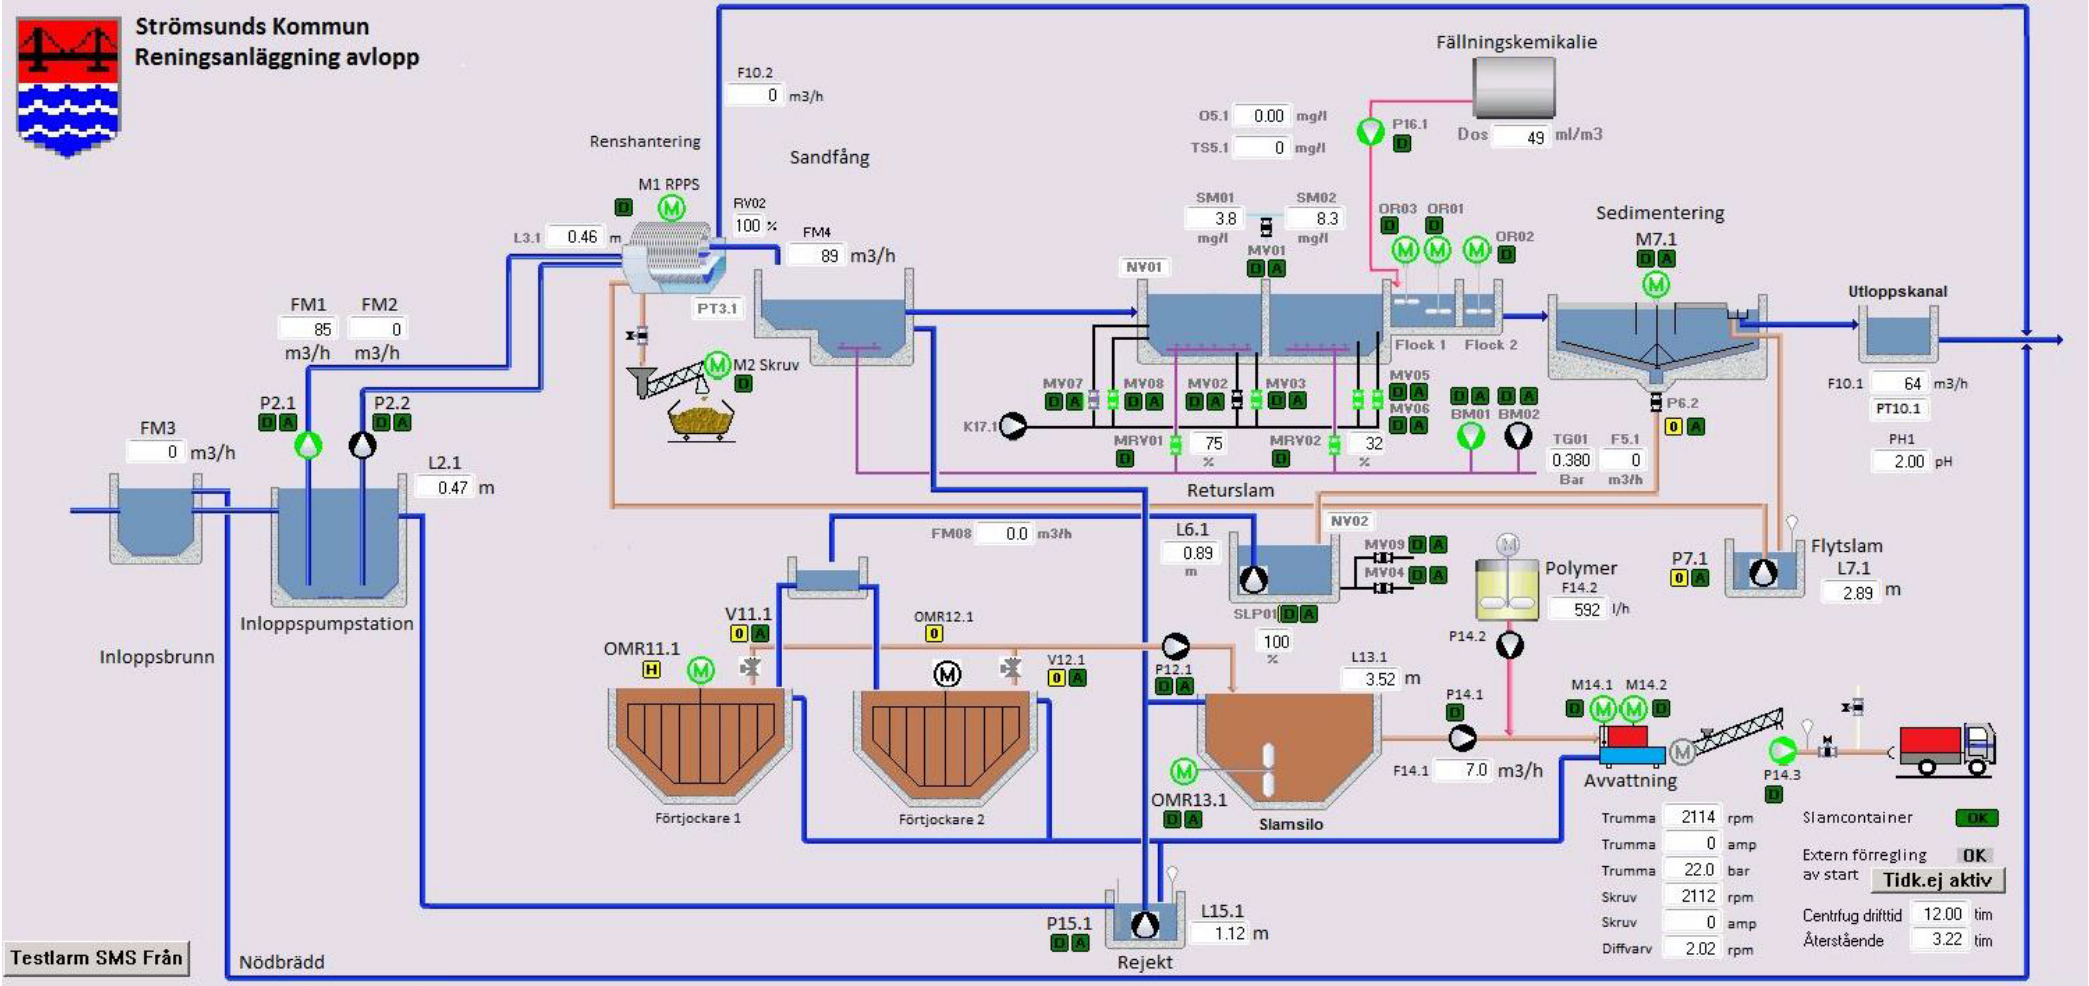 Strömsunds Kommun
Reningsanläggning avlopp
F10.2
0 m3/h
Fällningskemikalie
Dos 49 ml/m3
P16.1
D
O5.1 0.00 mg/l
TS5.1 0 mg/l
Renshantering
M1 RPPS
D
M
Sandfång
RV02
100 %
L3.1 0.46 m
FM4
89 m3/h
PT3.1
SM01
3.8
mg/l
SM02
8.3
mg/l
MV01
D A
NV01
OR03 OR01
D D
M M M
OR02
D
Flock 1 Flock 2
Sedimentering
M7.1
D A
M
Utloppskanal
F10.1 64 m3/h
PT10.1
PH1
2.00 pH
FM1
85
m3/h
FM2
0
m3/h
P2.1
D A
P2.2
D A
M
M2 Skruv
D
FM3
0 m3/h
L2.1
0.47 m
K17.1
MV07
D A
MV08
D A
MV02
D A
MV03
D A
MV05
D A
MV06
D A
MRV01
D
75
%
MRV02
D
32
%
D A D A
BM01 BM02
TG01
0.380
Bar
F5.1
0
m3/h
P6.2
0 A
Returslam
FM08 0.0 m3/h
L6.1
0.89
m
NV02
MV09 D A
MV04 D A
SLP01 D A
100
%
M
Polymer
F14.2
592 l/h
P14.2
P7.1
0 A
Flytslam
L7.1
2.89 m
Inloppsbrunn
Inloppspumpstation
OMR11.1
H
M
V11.1
0 A
OMR12.1
0
M
V12.1
0 A
P12.1
D A
L13.1
3.52 m
P14.1
D
F14.1 7.0 m3/h
M14.1 M14.2
D M M D
M
Avvattning
P14.3
D
Förtjockare 1
Förtjockare 2
M
OMR13.1
D A
Slamsilo
Trumma 2114 rpm
Trumma 0 amp
Trumma 22.0 bar
Skruv 2112 rpm
Skruv 0 amp
Diffvarv 2.02 rpm
Slamcontainer OK
Extern förregling OK
av start Tidk.ej aktiv
Centrfug drifttid 12.00 tim
Återstående 3.22 tim
P15.1
D A
L15.1
1.12 m
Rejekt
Testlarm SMS Från
Nödbrädd